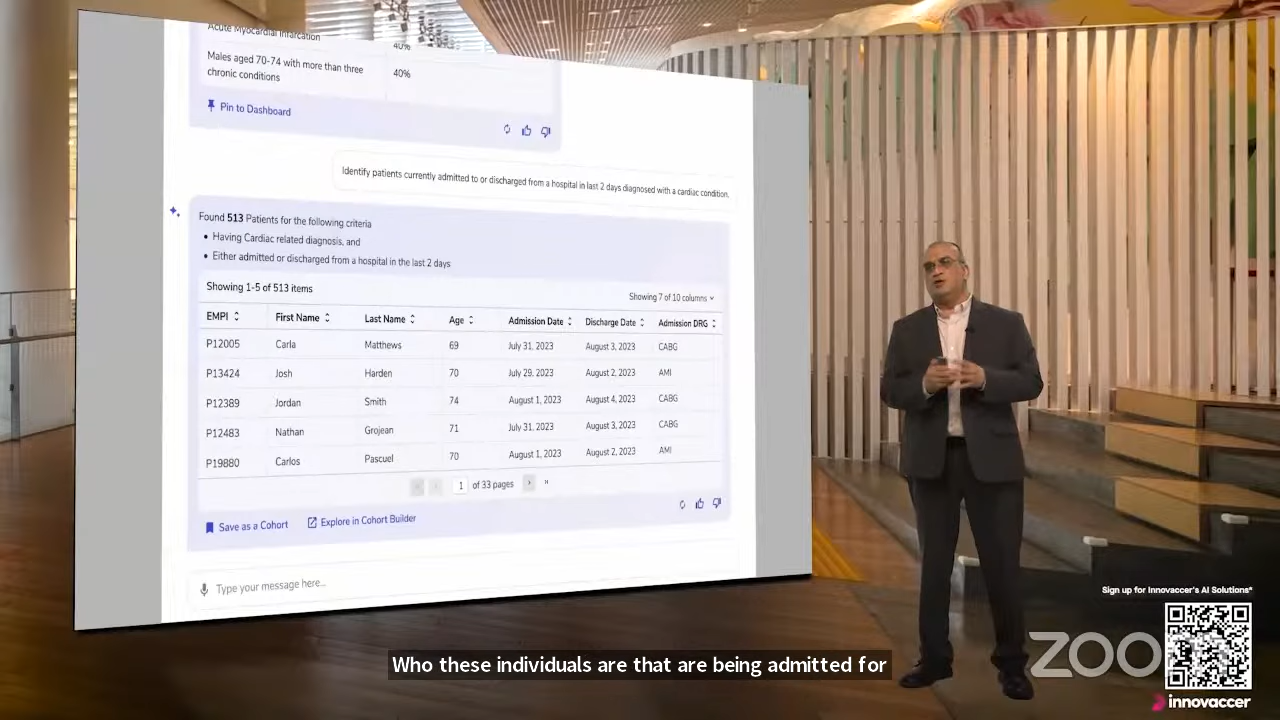 Acute Myocardial Infarction 40%
Males aged 70-74 with more than three 40%
chronic conditions
Pin to Dashboard
Identify patients currently admitted to or discharged from a hospital in last 2 days diagnosed with a cardiac condition.
Found 513 Patients for the following criteria
• Having Cardiac related diagnosis, and
• Either admitted or discharged from a hospital in the last 2 days
Showing 1-5 of 513 items
Showing 7 of 10 columns
EMPI First Name Last Name Age Admission Date Discharge Date Admission DRG
P12005 Carla Matthews 69 July 31, 2023 August 3, 2023 CABG
P13424 Josh Harden 70 July 29, 2023 August 2, 2023 AMI
P12389 Jordan Smith 74 August 1, 2023 August 4, 2023 CABG
P12483 Nathan Grojean 71 July 31, 2023 August 3, 2023 CABG
P19880 Carlos Pascuel 70 August 1, 2023 August 2, 2023 AMI
1 of 33 pages
Save as a Cohort Explore in Cohort Builder
Type your message here...
Sign up for Innovaccer's AI Solutions*
Who these individuals are that are being admitted for
innovaccer